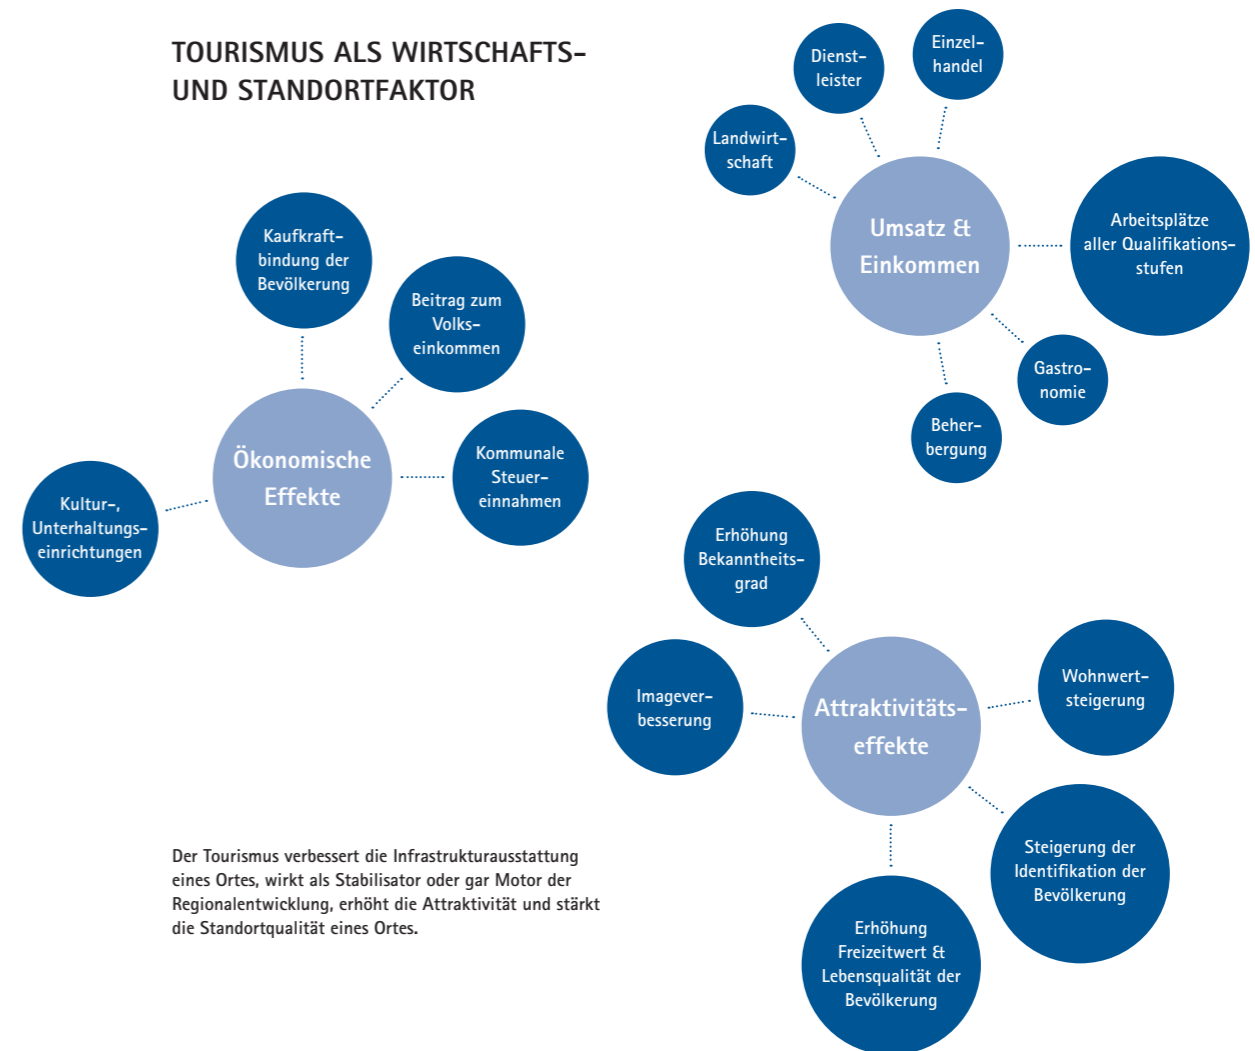 TOURISMUS ALS WIRTSCHAFTS-
UND STANDORTFAKTOR
Kaufkraft-
bindung der
Bevölkerung
Beitrag zum
Volks-
einkommen
Ökonomische
Effekte
Kommunale
Steuer-
einnahmen
Kultur-,
Unterhaltungs-
einrichtungen
Einzel-
handel
Dienst-
leister
Landwirt-
schaft
Umsatz &
Einkommen
Arbeitsplätze
aller Qualifikations-
stufen
Gastro-
nomie
Beher-
bergung
Erhöhung
Bekanntheits-
grad
Imagever-
besserung
Attraktivitäts-
effekte
Wohnwert-
steigerung
Steigerung der
Identifikation der
Bevölkerung
Erhöhung
Freizeitwert &
Lebensqualität der
Bevölkerung
Der Tourismus verbessert die Infrastrukturausstattung
eines Ortes, wirkt als Stabilisator oder gar Motor der
Regionalentwicklung, erhöht die Attraktivität und stärkt
die Standortqualität eines Ortes.